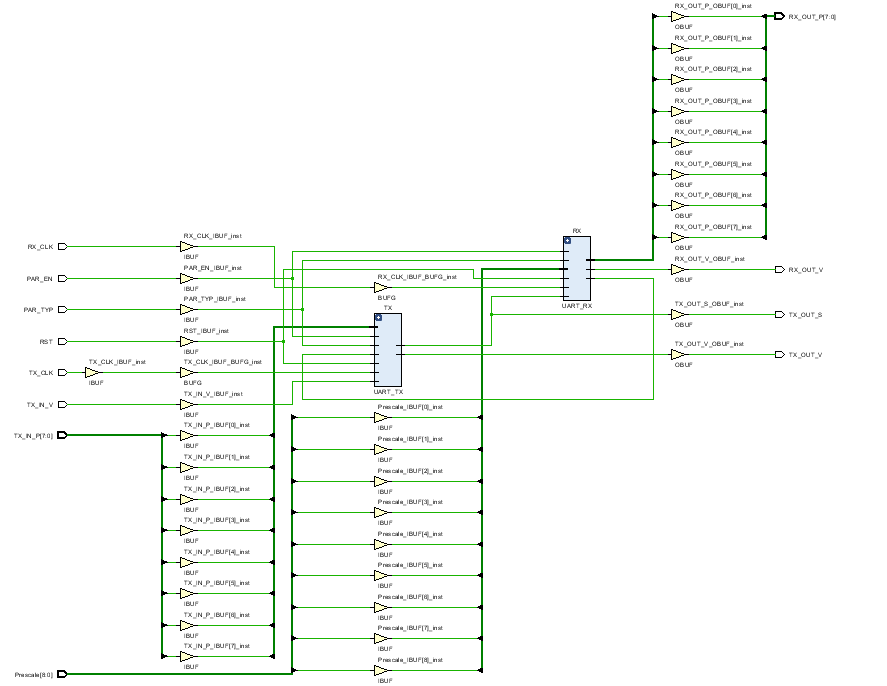 RX_OUT_P_OBUF[0]_inst
RX_OUT_P[7:0]
OBUF
RX_OUT_P_OBUF[1]_inst
OBUF
RX_OUT_P_OBUF[2]_inst
OBUF
RX_OUT_P_OBUF[3]_inst
OBUF
RX_OUT_P_OBUF[4]_inst
OBUF
RX_OUT_P_OBUF[5]_inst
OBUF
RX_OUT_P_OBUF[6]_inst
OBUF
RX_OUT_P_OBUF[7]_inst
OBUF
RX
UART_RX
RX_OUT_V_OBUF_inst
RX_OUT_V
OBUF
TX_OUT_S_OBUF_inst
TX_OUT_S
OBUF
TX_OUT_V_OBUF_inst
TX_OUT_V
OBUF
RX_CLK
RX_CLK_IBUF_inst
IBUF
PAR_EN
PAR_EN_IBUF_inst
IBUF
RX_CLK_IBUF_BUFG_inst
BUFG
PAR_TYP
PAR_TYP_IBUF_inst
IBUF
TX
UART_TX
RST
RST_IBUF_inst
IBUF
TX_CLK
TX_CLK_IBUF_inst
IBUF
TX_CLK_IBUF_BUFG_inst
BUFG
TX_IN_V
TX_IN_V_IBUF_inst
IBUF
TX_IN_P[7:0]
TX_IN_P_IBUF[0]_inst
IBUF
TX_IN_P_IBUF[1]_inst
IBUF
TX_IN_P_IBUF[2]_inst
IBUF
TX_IN_P_IBUF[3]_inst
IBUF
TX_IN_P_IBUF[4]_inst
IBUF
TX_IN_P_IBUF[5]_inst
IBUF
TX_IN_P_IBUF[6]_inst
IBUF
TX_IN_P_IBUF[7]_inst
IBUF
Prescale_IBUF[0]_inst
IBUF
Prescale_IBUF[1]_inst
IBUF
Prescale_IBUF[2]_inst
IBUF
Prescale_IBUF[3]_inst
IBUF
Prescale_IBUF[4]_inst
IBUF
Prescale_IBUF[5]_inst
IBUF
Prescale_IBUF[6]_inst
IBUF
Prescale_IBUF[7]_inst
IBUF
Prescale_IBUF[8]_inst
IBUF
Prescale[8:0]